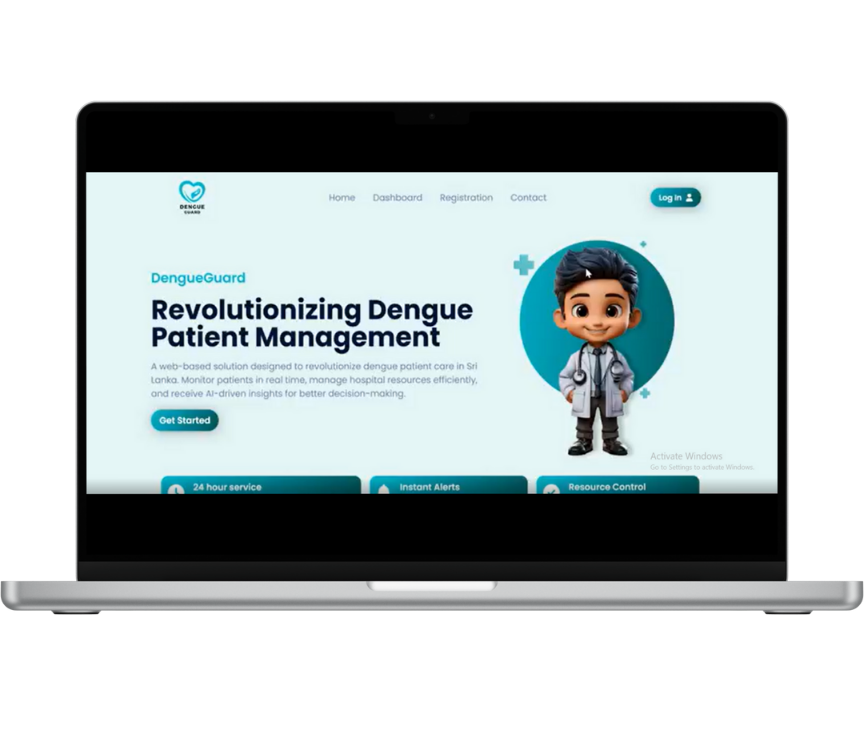 DENGUE
GUARD
Home Dashboard Registration Contact
Log In
DengueGuard
Revolutionizing Dengue
Patient Management
A web-based solution designed to revolutionize dengue patient care in Sri
Lanka. Monitor patients in real time, manage hospital resources efficiently,
and receive AI-driven insights for better decision-making.
Get Started
Activate Windows
Go to Settings to activate Windows.
24 hour service
Instant Alerts
Resource Control